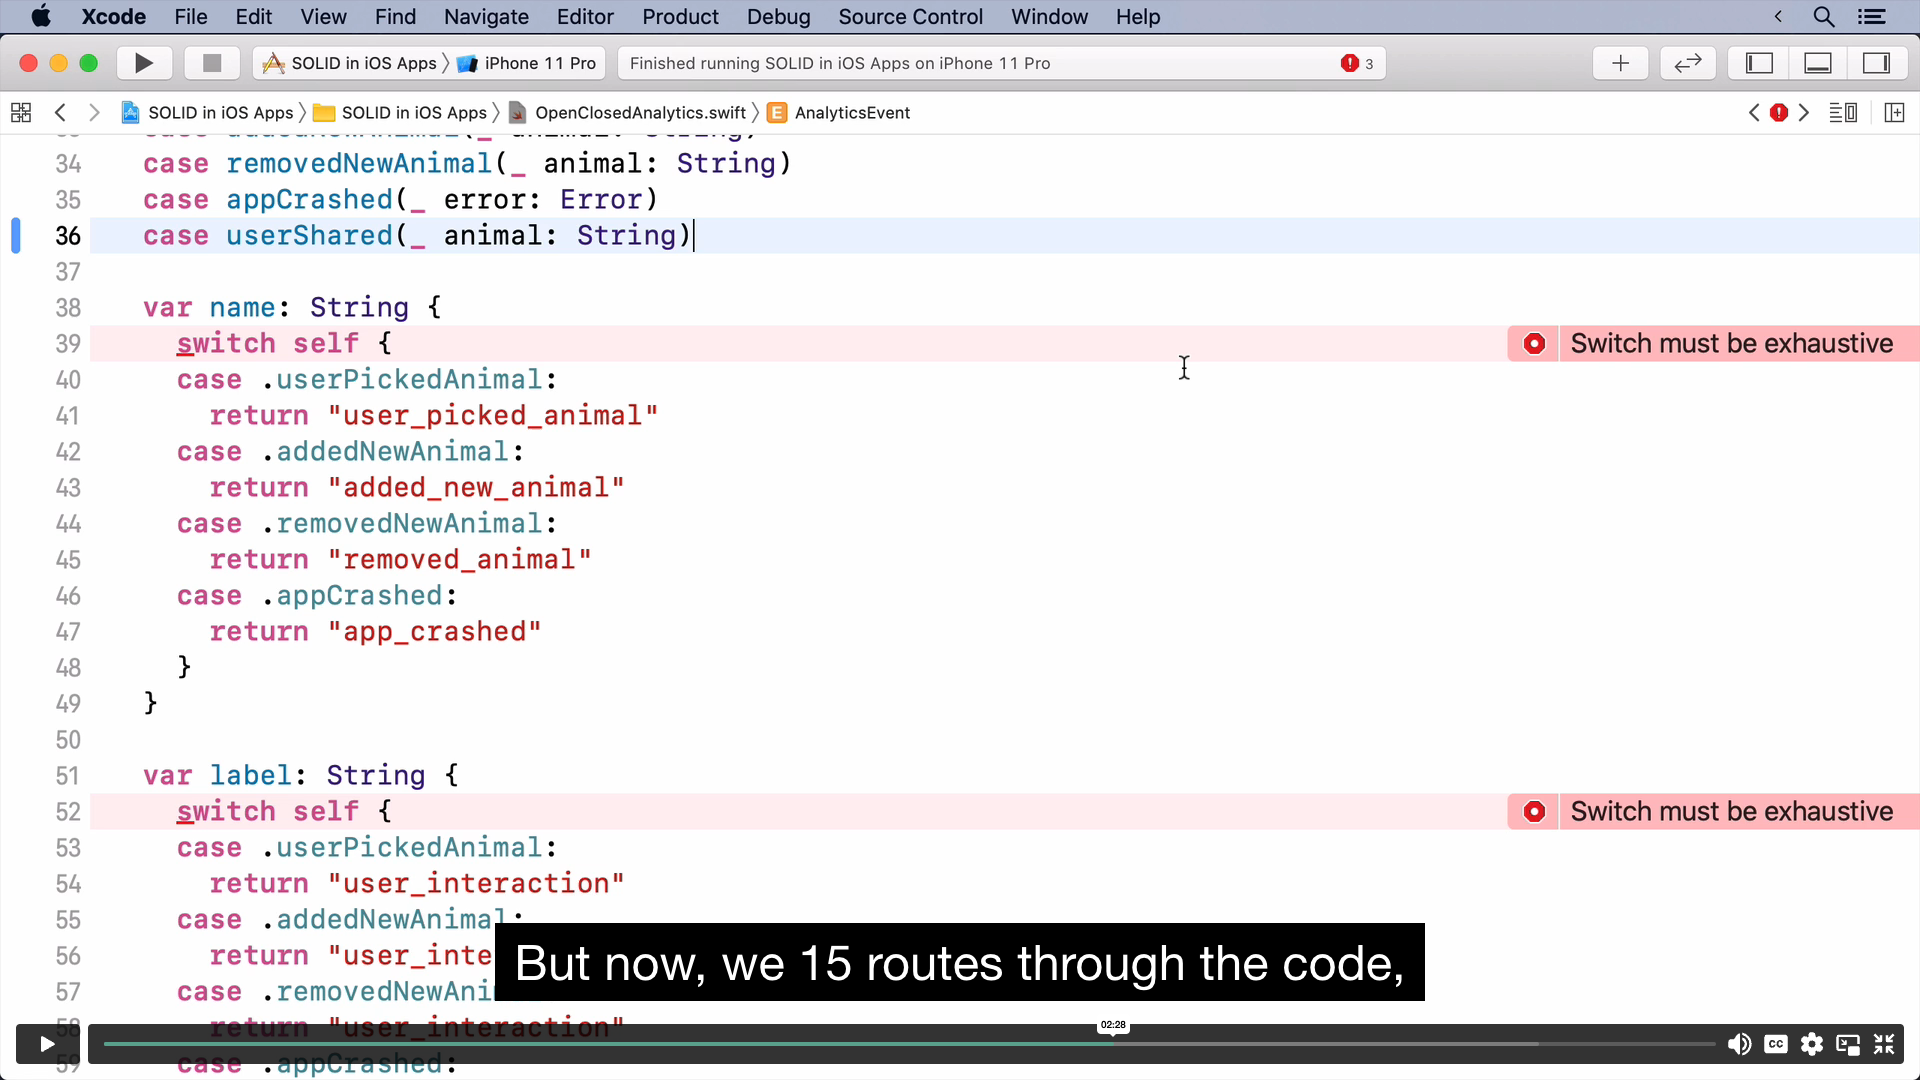 Xcode File Edit View Find Navigate Editor Product Debug Source Control Window Help
SOLID in iOS Apps iPhone 11 Pro Finished running SOLID in iOS Apps on iPhone 11 Pro 3
SOLID in iOS Apps SOLID in iOS Apps OpenClosedAnalytics.swift E AnalyticsEvent
34 case removedNewAnimal(_ animal: String)
35 case appCrashed(_ error: Error)
36 case userShared(_ animal: String)
37
38 var name: String {
39 switch self { Switch must be exhaustive
40 case .userPickedAnimal:
41 return "user_picked_animal"
42 case .addedNewAnimal:
43 return "added_new_animal"
44 case .removedNewAnimal:
45 return "removed_animal"
46 case .appCrashed:
47 return "app_crashed"
48 }
49 }
50
51 var label: String {
52 switch self { Switch must be exhaustive
53 case .userPickedAnimal:
54 return "user_interaction"
55 case .addedNewAnimal:
56 return "user_inte
But now, we 15 routes through the code,
57 case .removedNewAni
58 return "user_interaction"
02:28
CC
59 case .appCrashed: